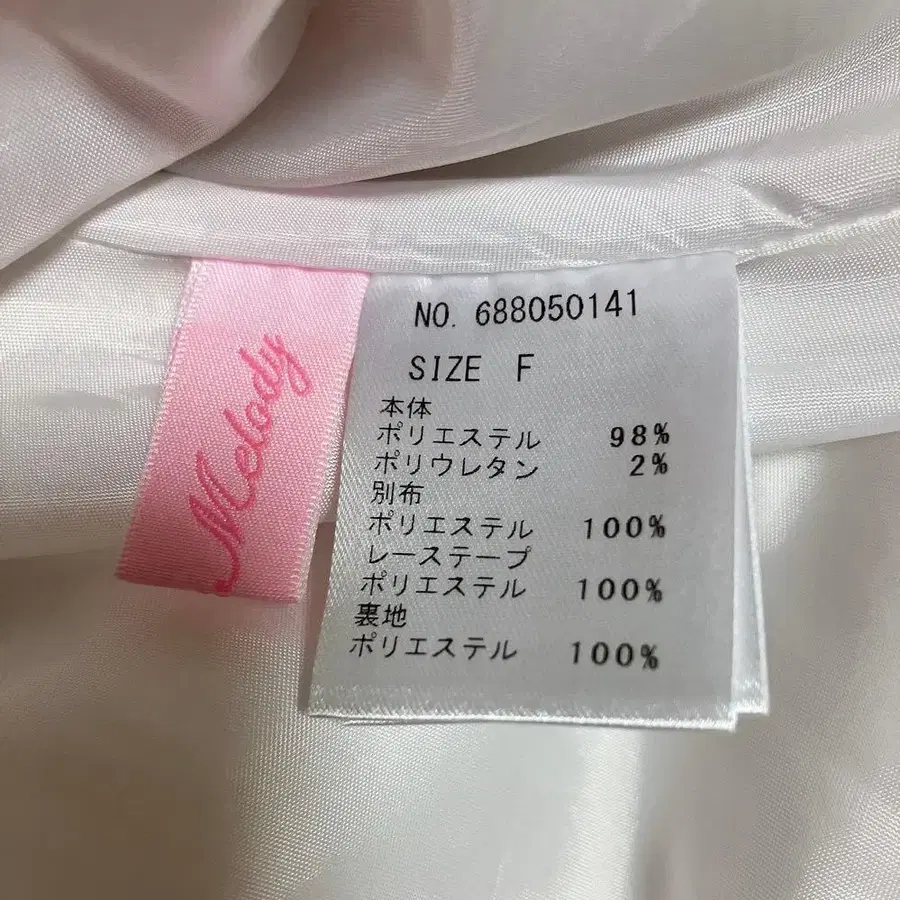 Melody
NO. 688050141
SIZE F
本体
ポリエステル 98%
ポリウレタン 2%
別布
ポリエステル 100%
レーステープ
ポリエステル 100%
裏地
ポリエステル 100%